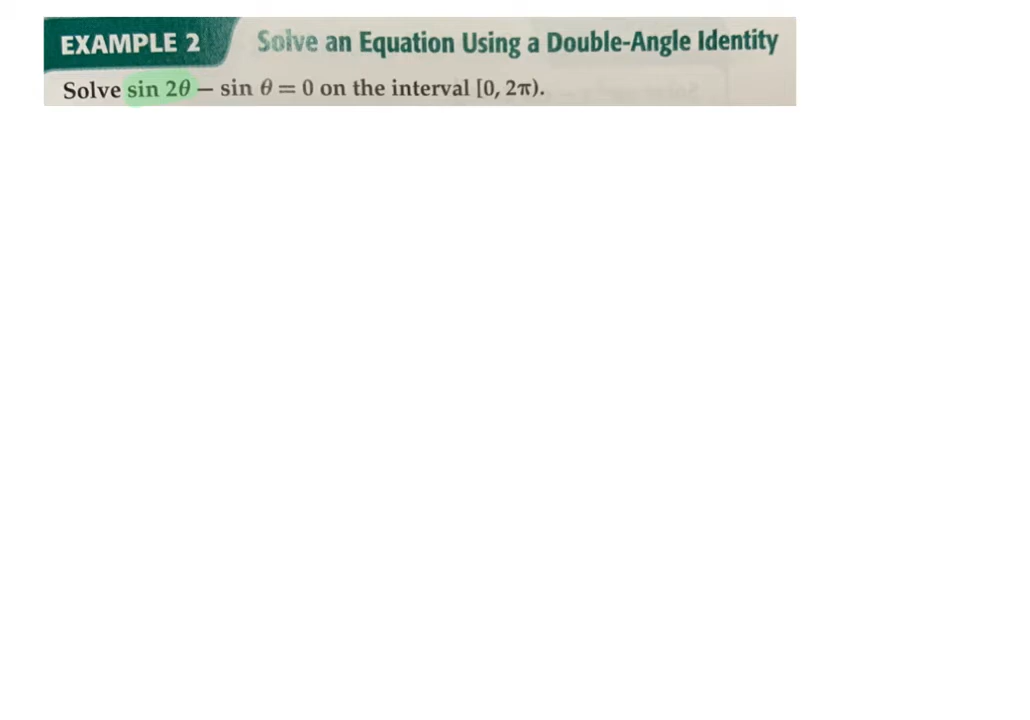 EXAMPLE 2 Solve an Equation Using a Double-Angle Identity
Solve sin 2θ – sin θ = 0 on the interval [0, 2π).